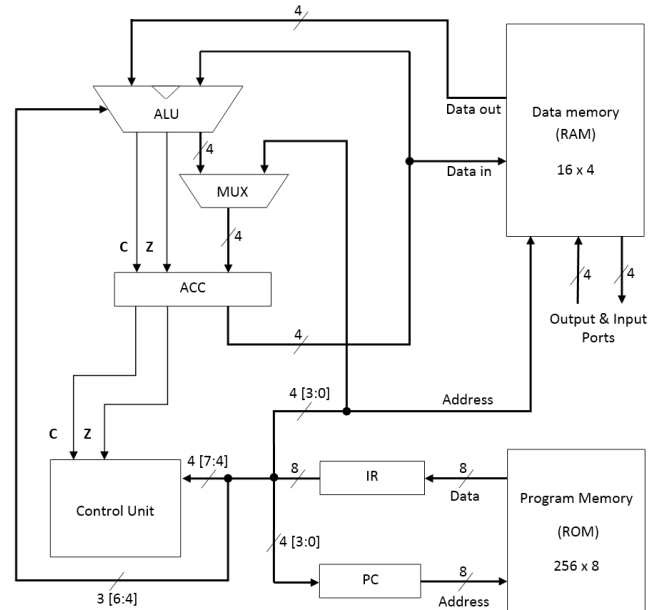 4
ALU
Data out
Data memory
(RAM)
16 x 4
4
Data in
MUX
C Z
4
ACC
4 4
4
Output & Input
Ports
4 [3:0]
Address
C Z
4 [7:4]
8
IR
8
Data
Control Unit
Program Memory
(ROM)
256 x 8
4 [3:0]
PC
8
Address
3 [6:4]